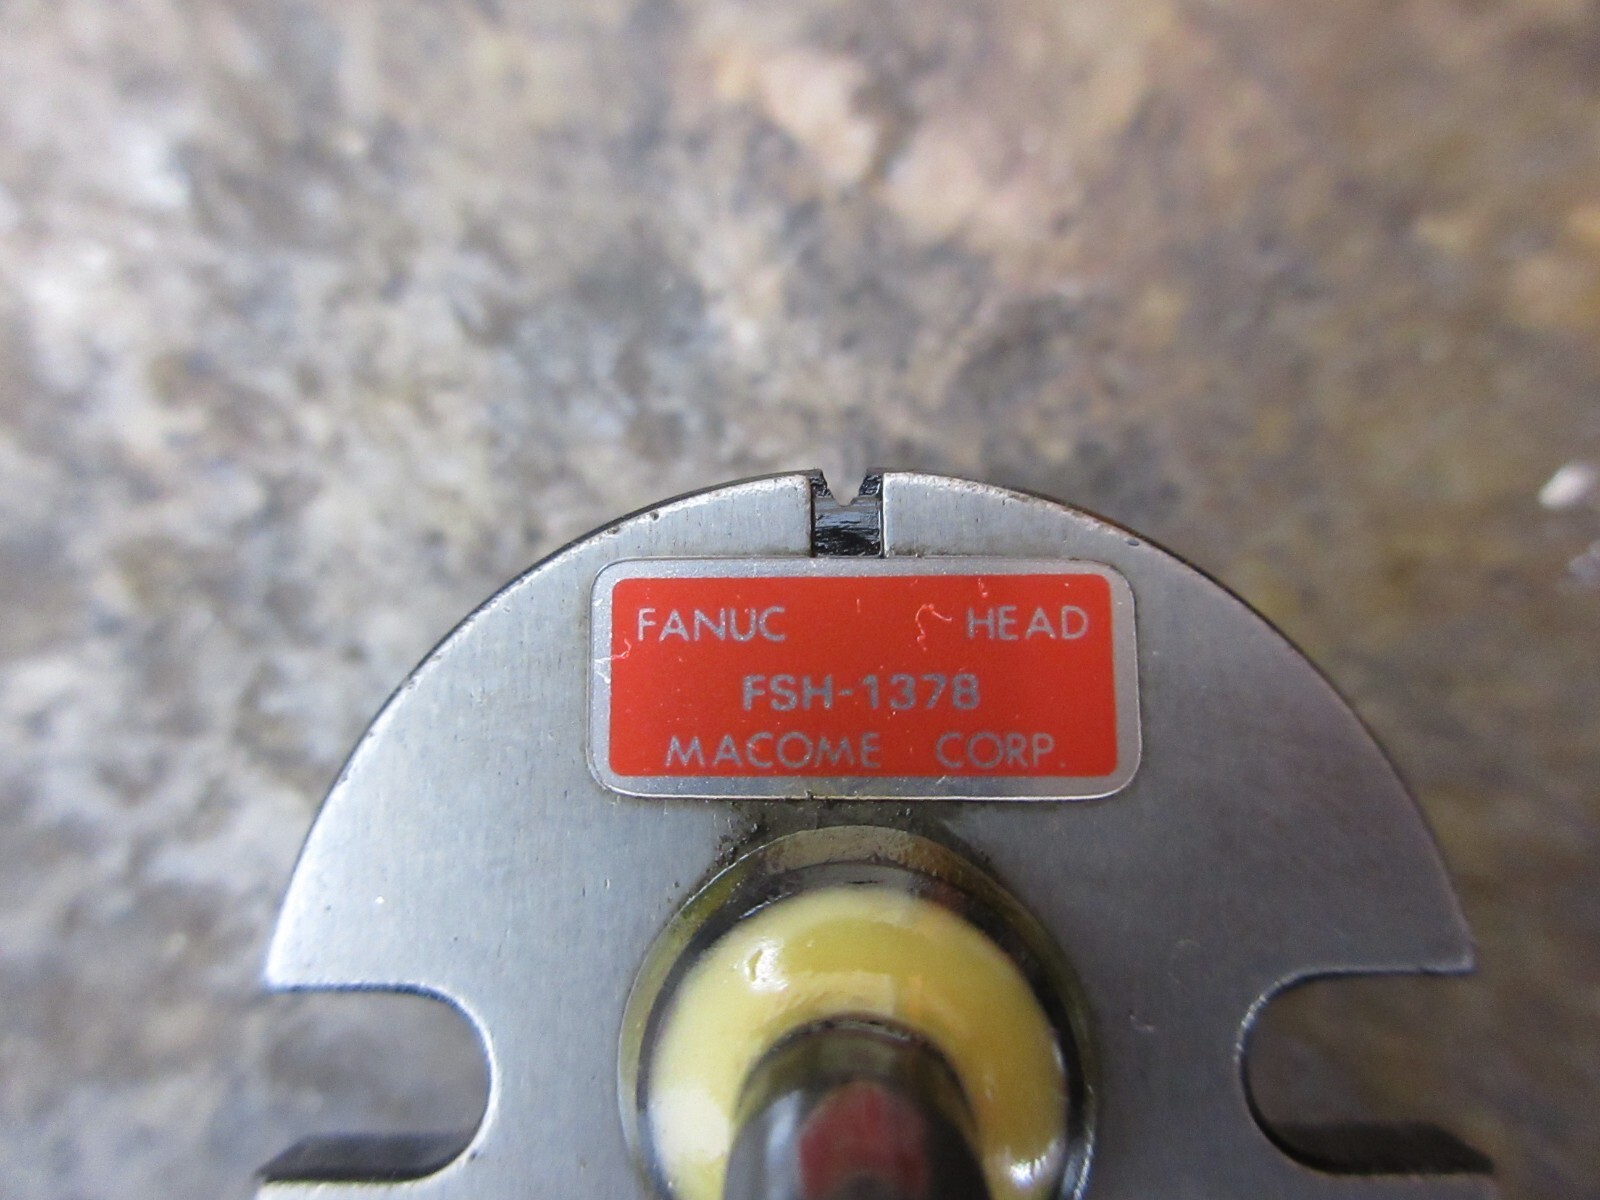 FANUC HEAD
FSH-1378
MACOME CORP.